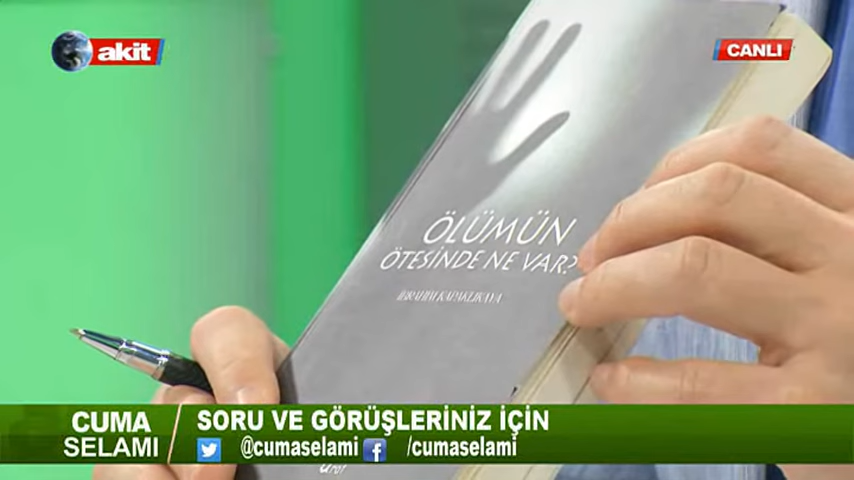 akit
CANLI
ÖLÜMÜN
ÖTESİNDE NE VAR?
CUMA
SELAMI
SORU VE GÖRÜŞLERİNİZ İÇİN
@cumaselami
/cumaselami